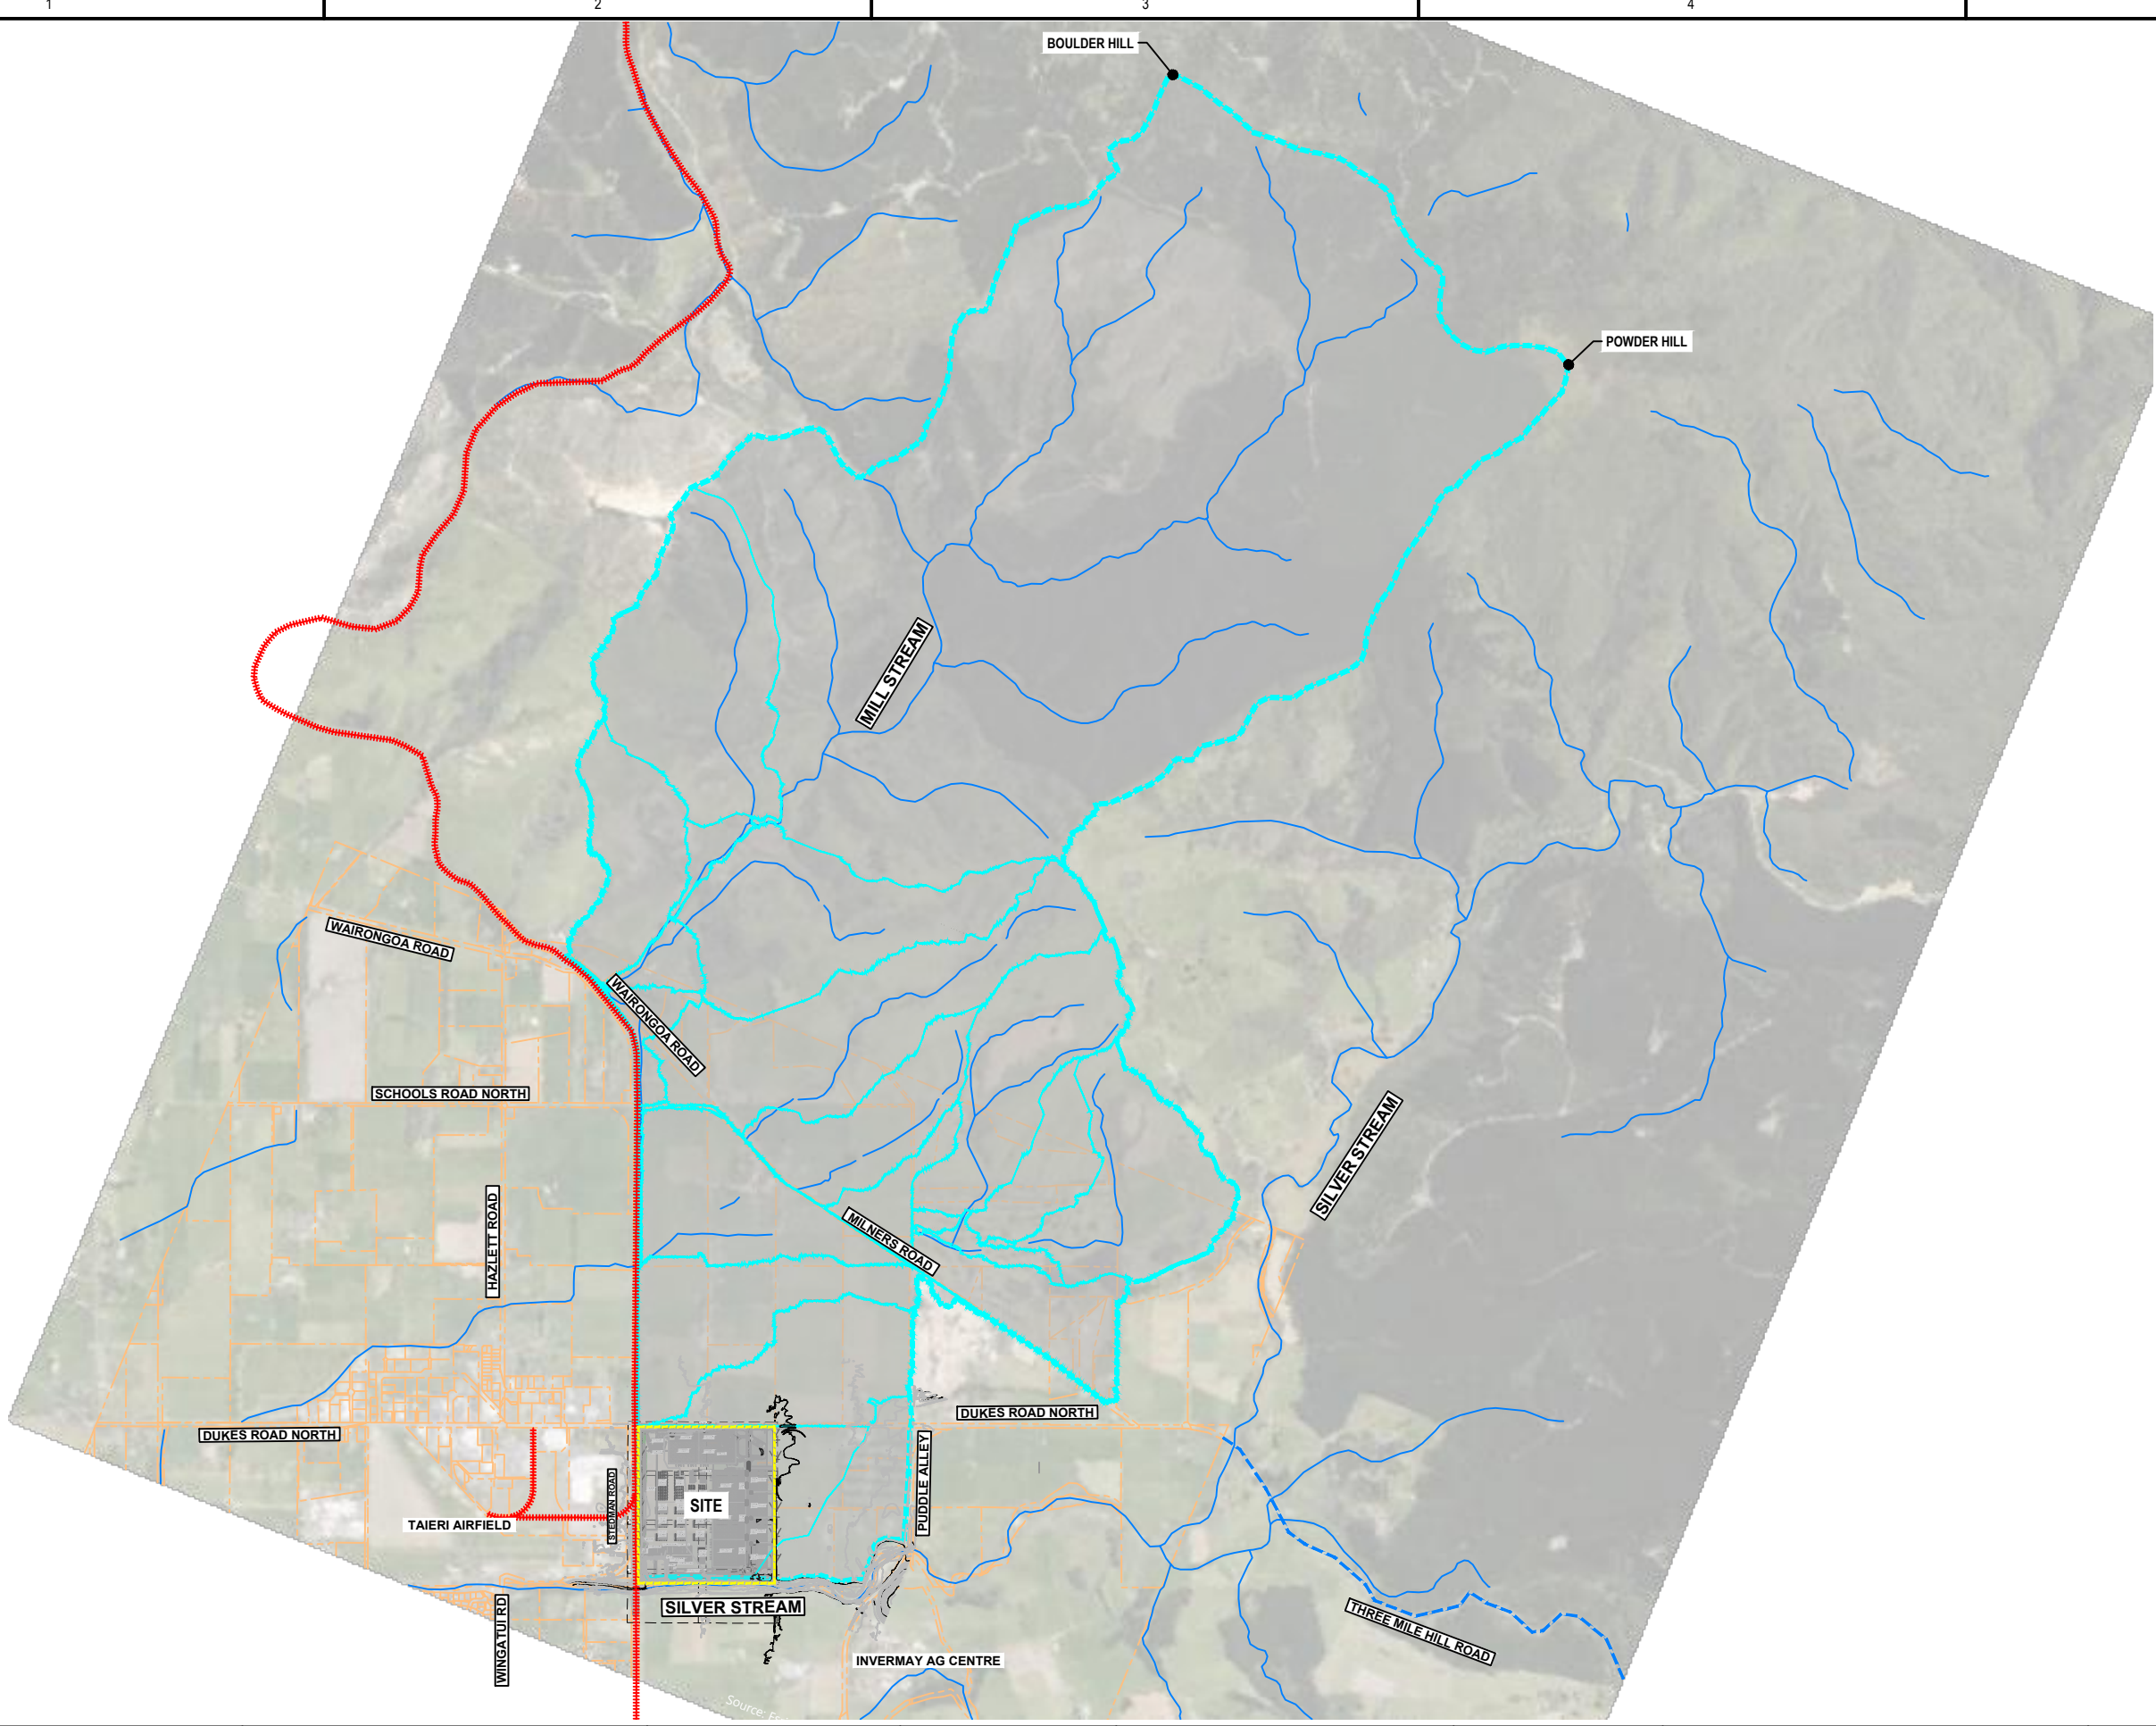 1
2
3
4
BOULDER HILL
POWDER HILL
MILL STREAM
WAIRONGOA ROAD
WAIRONGOA ROAD
SCHOOLS ROAD NORTH
SILVER STREAM
HAZLETT ROAD
MILNERS ROAD
DUKES ROAD NORTH
DUKES ROAD NORTH
PUDDLE ALLEY
STEDMAN ROAD
SITE
TAIERI AIRFIELD
SILVER STREAM
WINGATUI RD
THREE MILE HILL ROAD
INVERMAY AG CENTRE
Source: